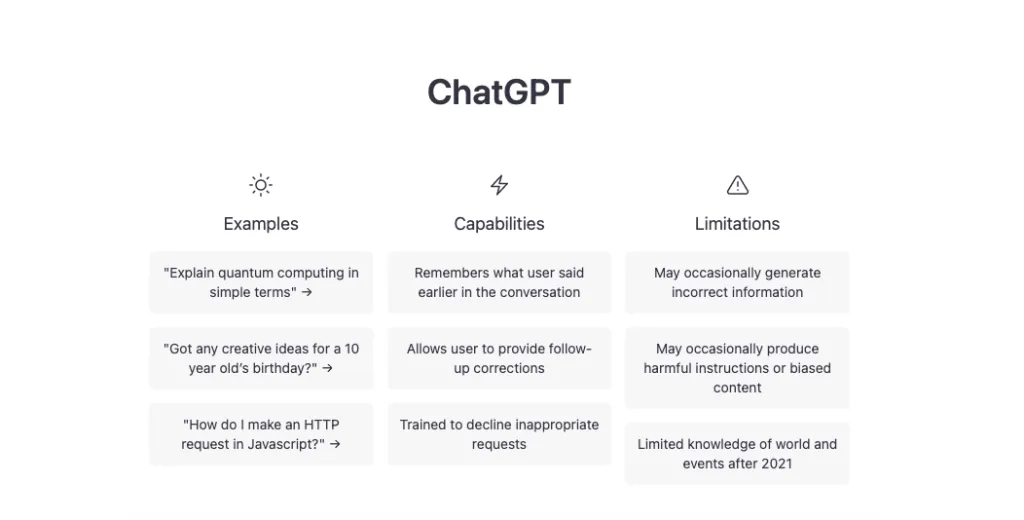 ChatGPT
Examples
"Explain quantum computing in
simple terms" →
"Got any creative ideas for a 10
year old's birthday?" →
"How do I make an HTTP
request in Javascript?" →
Capabilities
Remembers what user said
earlier in the conversation
Allows user to provide follow-
up corrections
Trained to decline inappropriate
requests
Limitations
May occasionally generate
incorrect information
May occasionally produce
harmful instructions or biased
content
Limited knowledge of world and
events after 2021